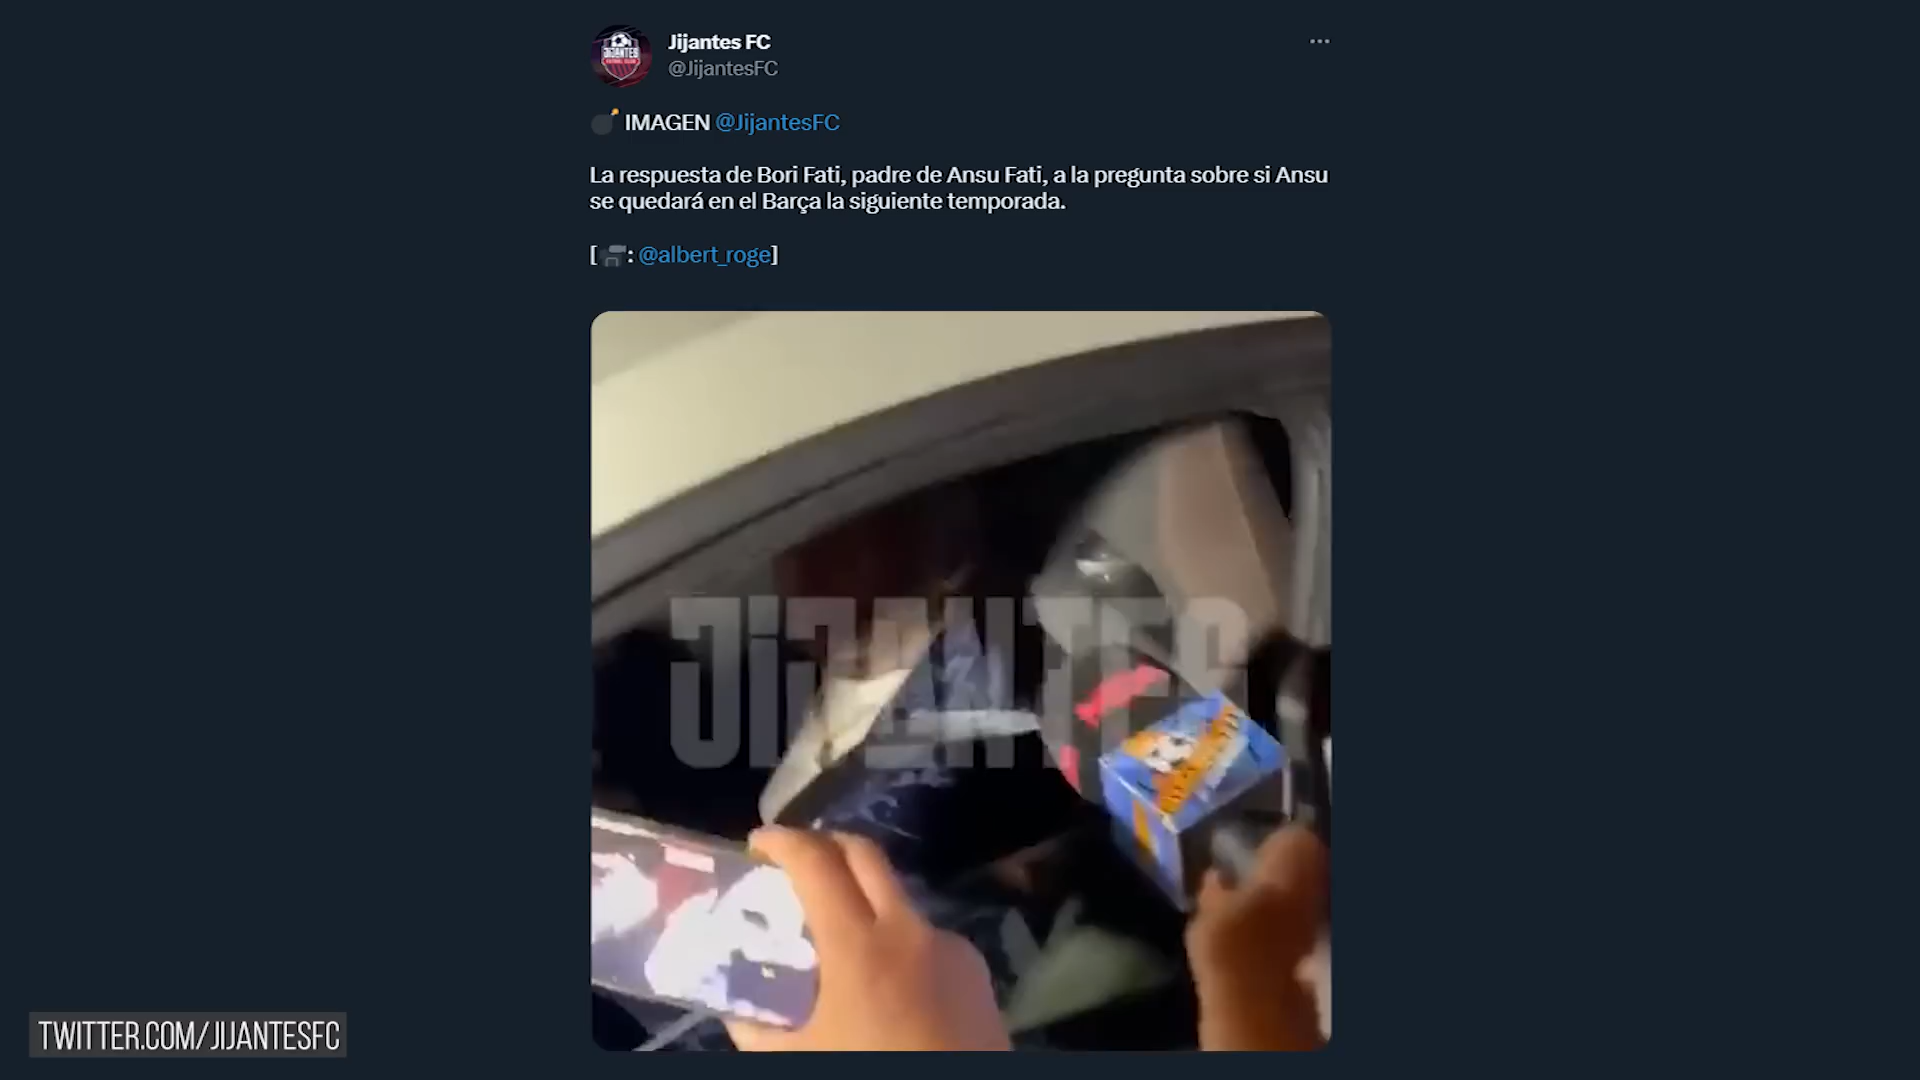 Jijantes FC
@JijantesFC
IMAGEN @JijantesFC
La respuesta de Bori Fati, padre de Ansu Fati, a la pregunta sobre si Ansu
se quedará en el Barça la siguiente temporada.
[ : @albert_roge]
JIJANTES
TWITTER.COM/JIJANTESFC